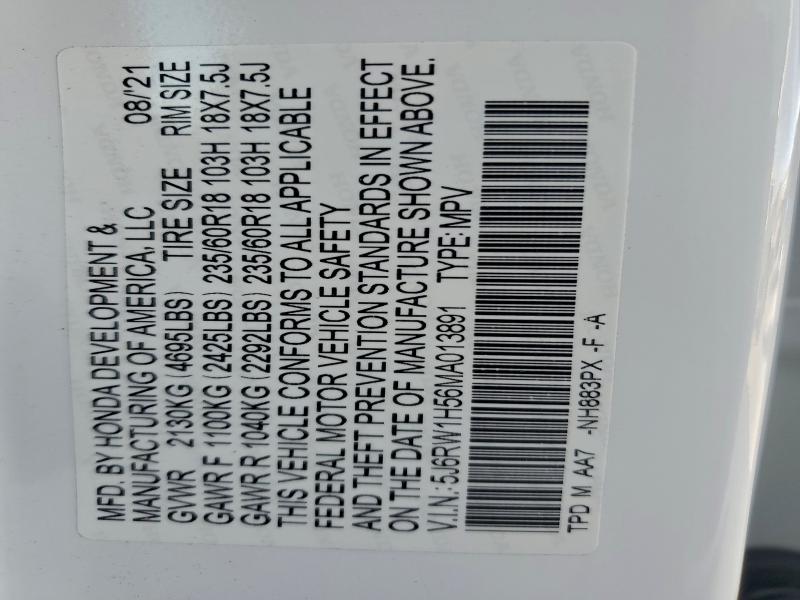 MFD. BY HONDA DEVELOPMENT &
MANUFACTURING OF AMERICA, LLC 08/'21
GVWR 2130KG (4695LBS) TIRE SIZE RIM SIZE
GAWR F 1100KG (2425LBS) 235/60R18 103H 18X7.5J
GAWR R 1040KG (2292LBS) 235/60R18 103H 18X7.5J
THIS VEHICLE CONFORMS TO ALL APPLICABLE
FEDERAL MOTOR VEHICLE SAFETY
AND THEFT PREVENTION STANDARDS IN EFFECT
ON THE DATE OF MANUFACTURE SHOWN ABOVE.
V.I.N.: 5J6RW1H56MA013891 TYPE: MPV
TPD M AA7 -NH883PX -F -A